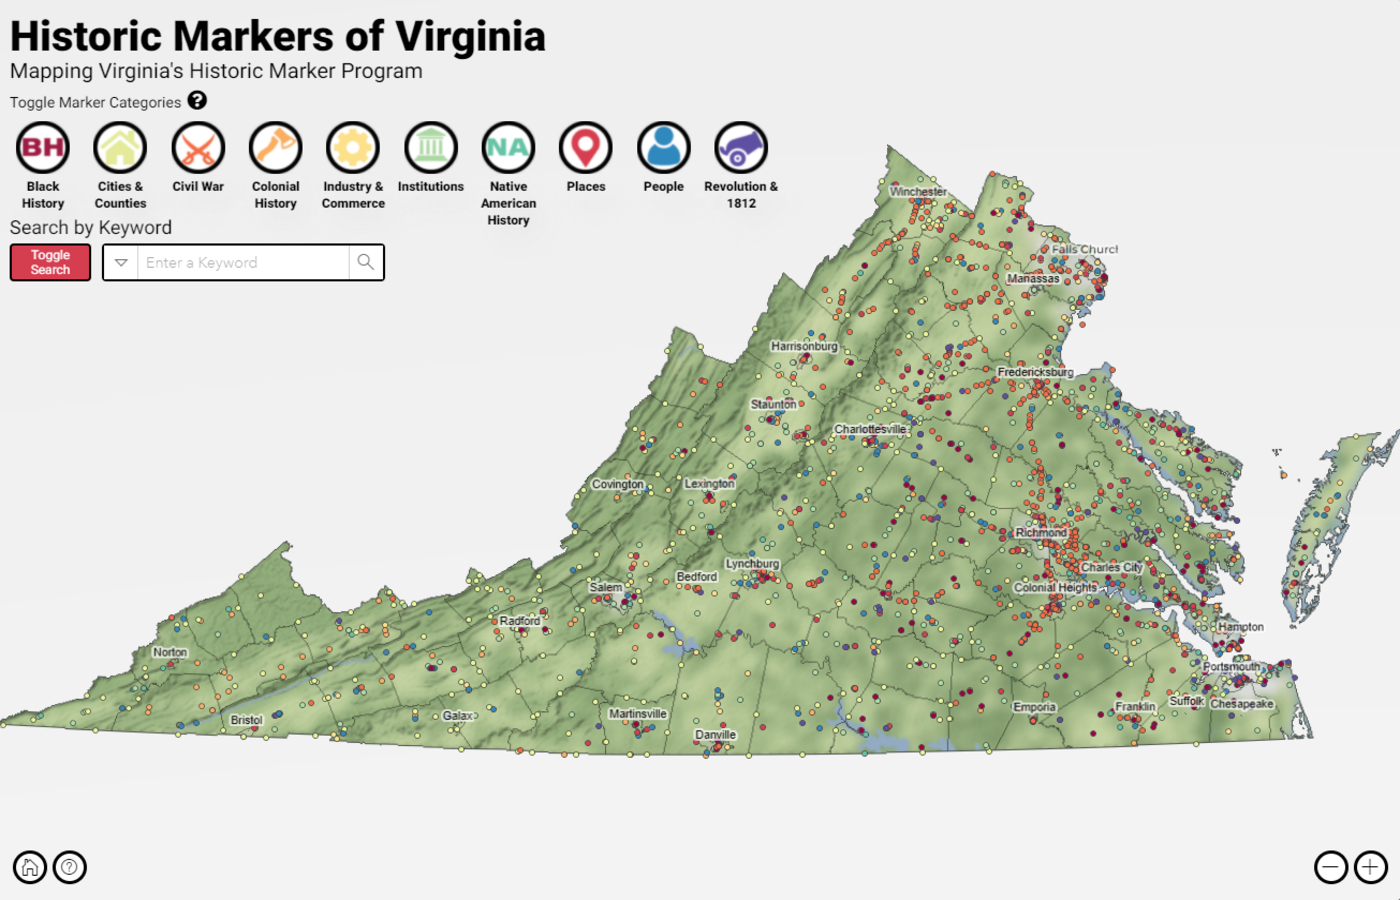 Historic Markers of Virginia
Mapping Virginia's Historic Marker Program
Toggle Marker Categories ?
BH
NA
Black
History
Cities &
Counties
Civil War
Colonial
History
Industry &
Commerce
Institutions
Native
American
History
Places
People
Revolution &
1812
Search by Keyword
Toggle
Search
Enter a Keyword
Winchester
Falls Church
Manassas
Harrisonburg
Fredericksburg
Staunton
Charlottesville
Covington
Lexington
Richmond
Lynchburg
Charles City
Bedford
Salem
Colonial Heights
Radford
Hampton
Norton
Portsmouth
Suffolk
Chesapeake
Emporia
Franklin
Martinsville
Galax
Bristol
Danville
?